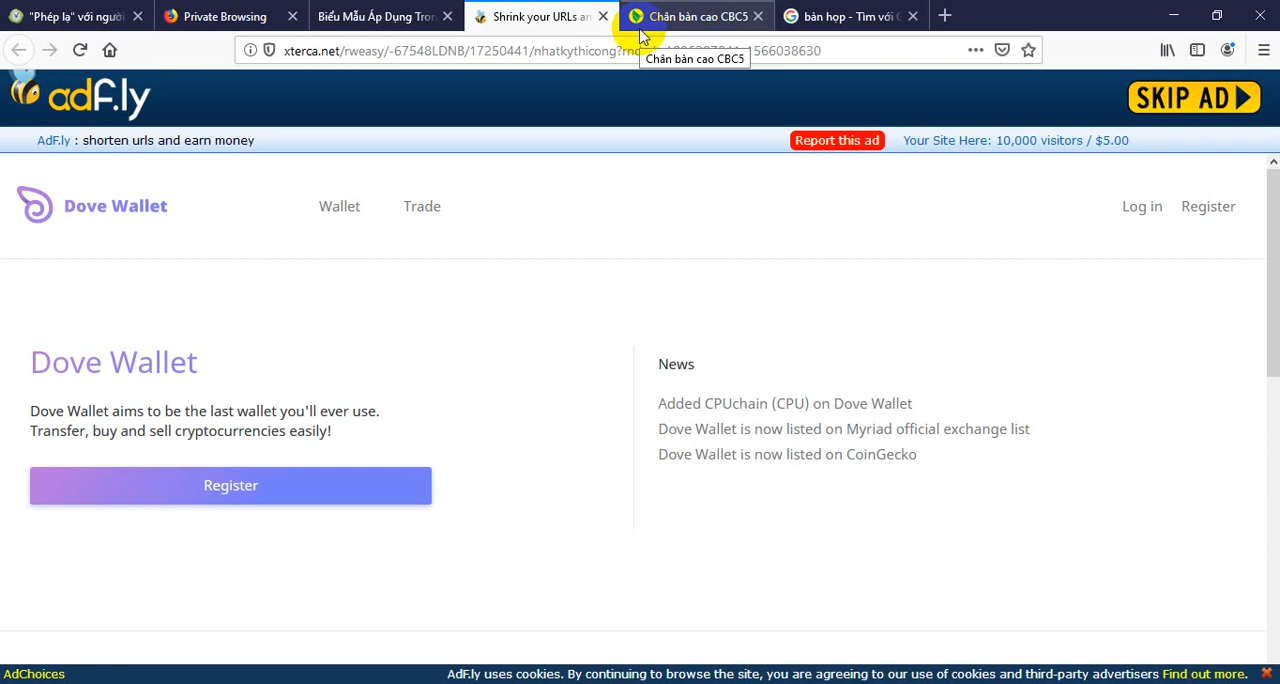 "Phép lạ" với người
Private Browsing
Biểu Mẫu Áp Dụng Tron
Shrink your URLs an
Chân bàn cao CBC5
bàn họp - Tìm với G
xterca.net/rweasy/-67548LDNB/17250441/nhatkythicong?rnd 1566038630
Chân bàn cao CBC5
adf.ly
SKIP AD
AdF.ly : shorten urls and earn money
Report this ad
Your Site Here: 10,000 visitors / $5.00
Dove Wallet
Wallet
Trade
Log in
Register
Dove Wallet
Dove Wallet aims to be the last wallet you'll ever use.
Transfer, buy and sell cryptocurrencies easily!
Register
News
Added CPUchain (CPU) on Dove Wallet
Dove Wallet is now listed on Myriad official exchange list
Dove Wallet is now listed on CoinGecko
AdChoices
AdF.ly uses cookies. By continuing to browse the site, you are agreeing to our use of cookies and third-party advertisers Find out more.